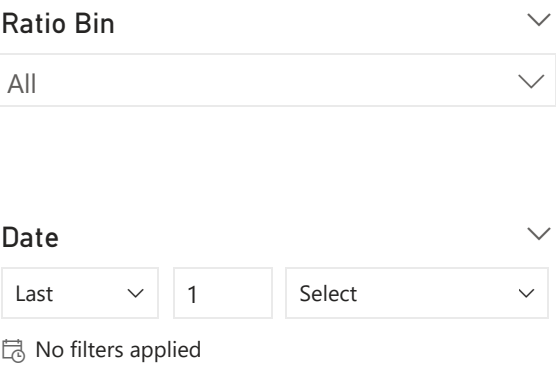 Ratio Bin
All
Date
Last 1 Select
No filters applied